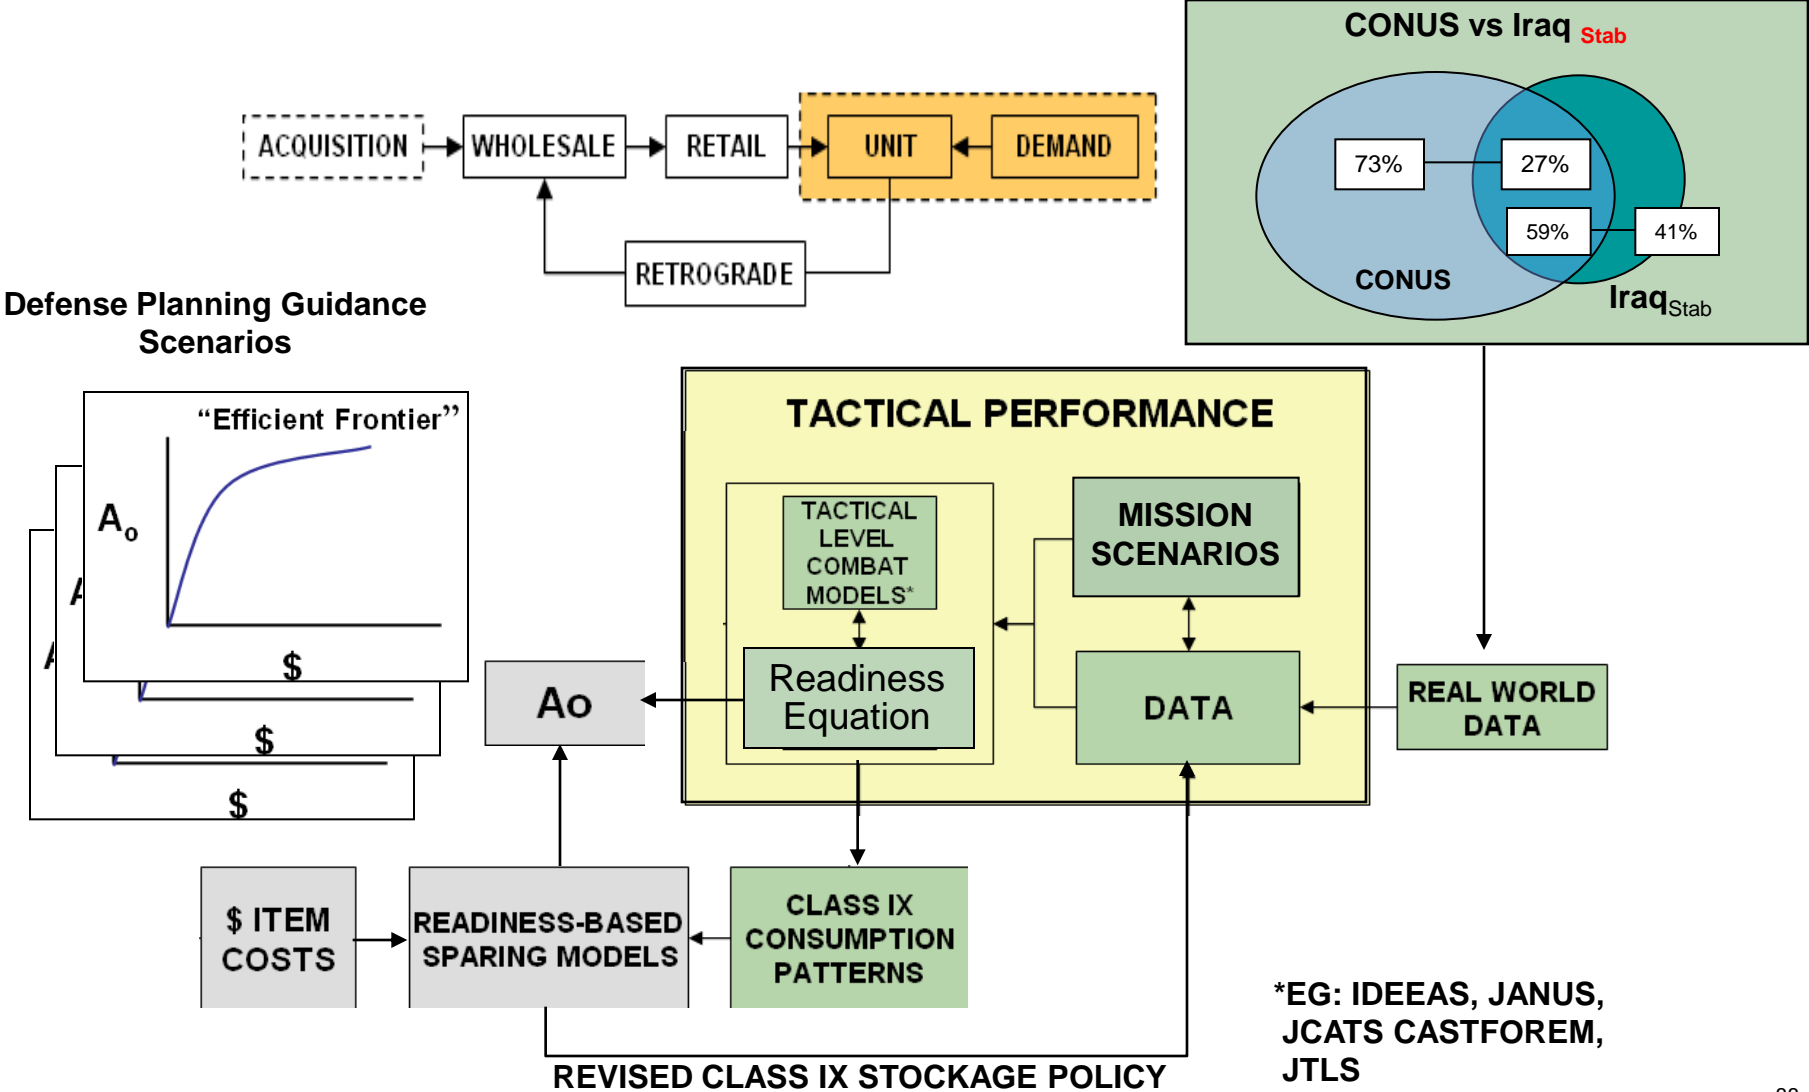 CONUS vs Iraq Stab
73%
27%
59%
41%
CONUS
Iraq Stab
ACQUISITION
WHOLESALE
RETAIL
UNIT
DEMAND
RETROGRADE
Defense Planning Guidance
Scenarios
“Efficient Frontier”
Ao
$
$
$
TACTICAL PERFORMANCE
TACTICAL
LEVEL
COMBAT
MODELS*
MISSION
SCENARIOS
Readiness
Equation
DATA
REAL WORLD
DATA
Ao
$ ITEM
COSTS
READINESS-BASED
SPARING MODELS
CLASS IX
CONSUMPTION
PATTERNS
REVISED CLASS IX STOCKAGE POLICY
*EG: IDEEAS, JANUS,
JCATS CASTFOREM,
JTLS